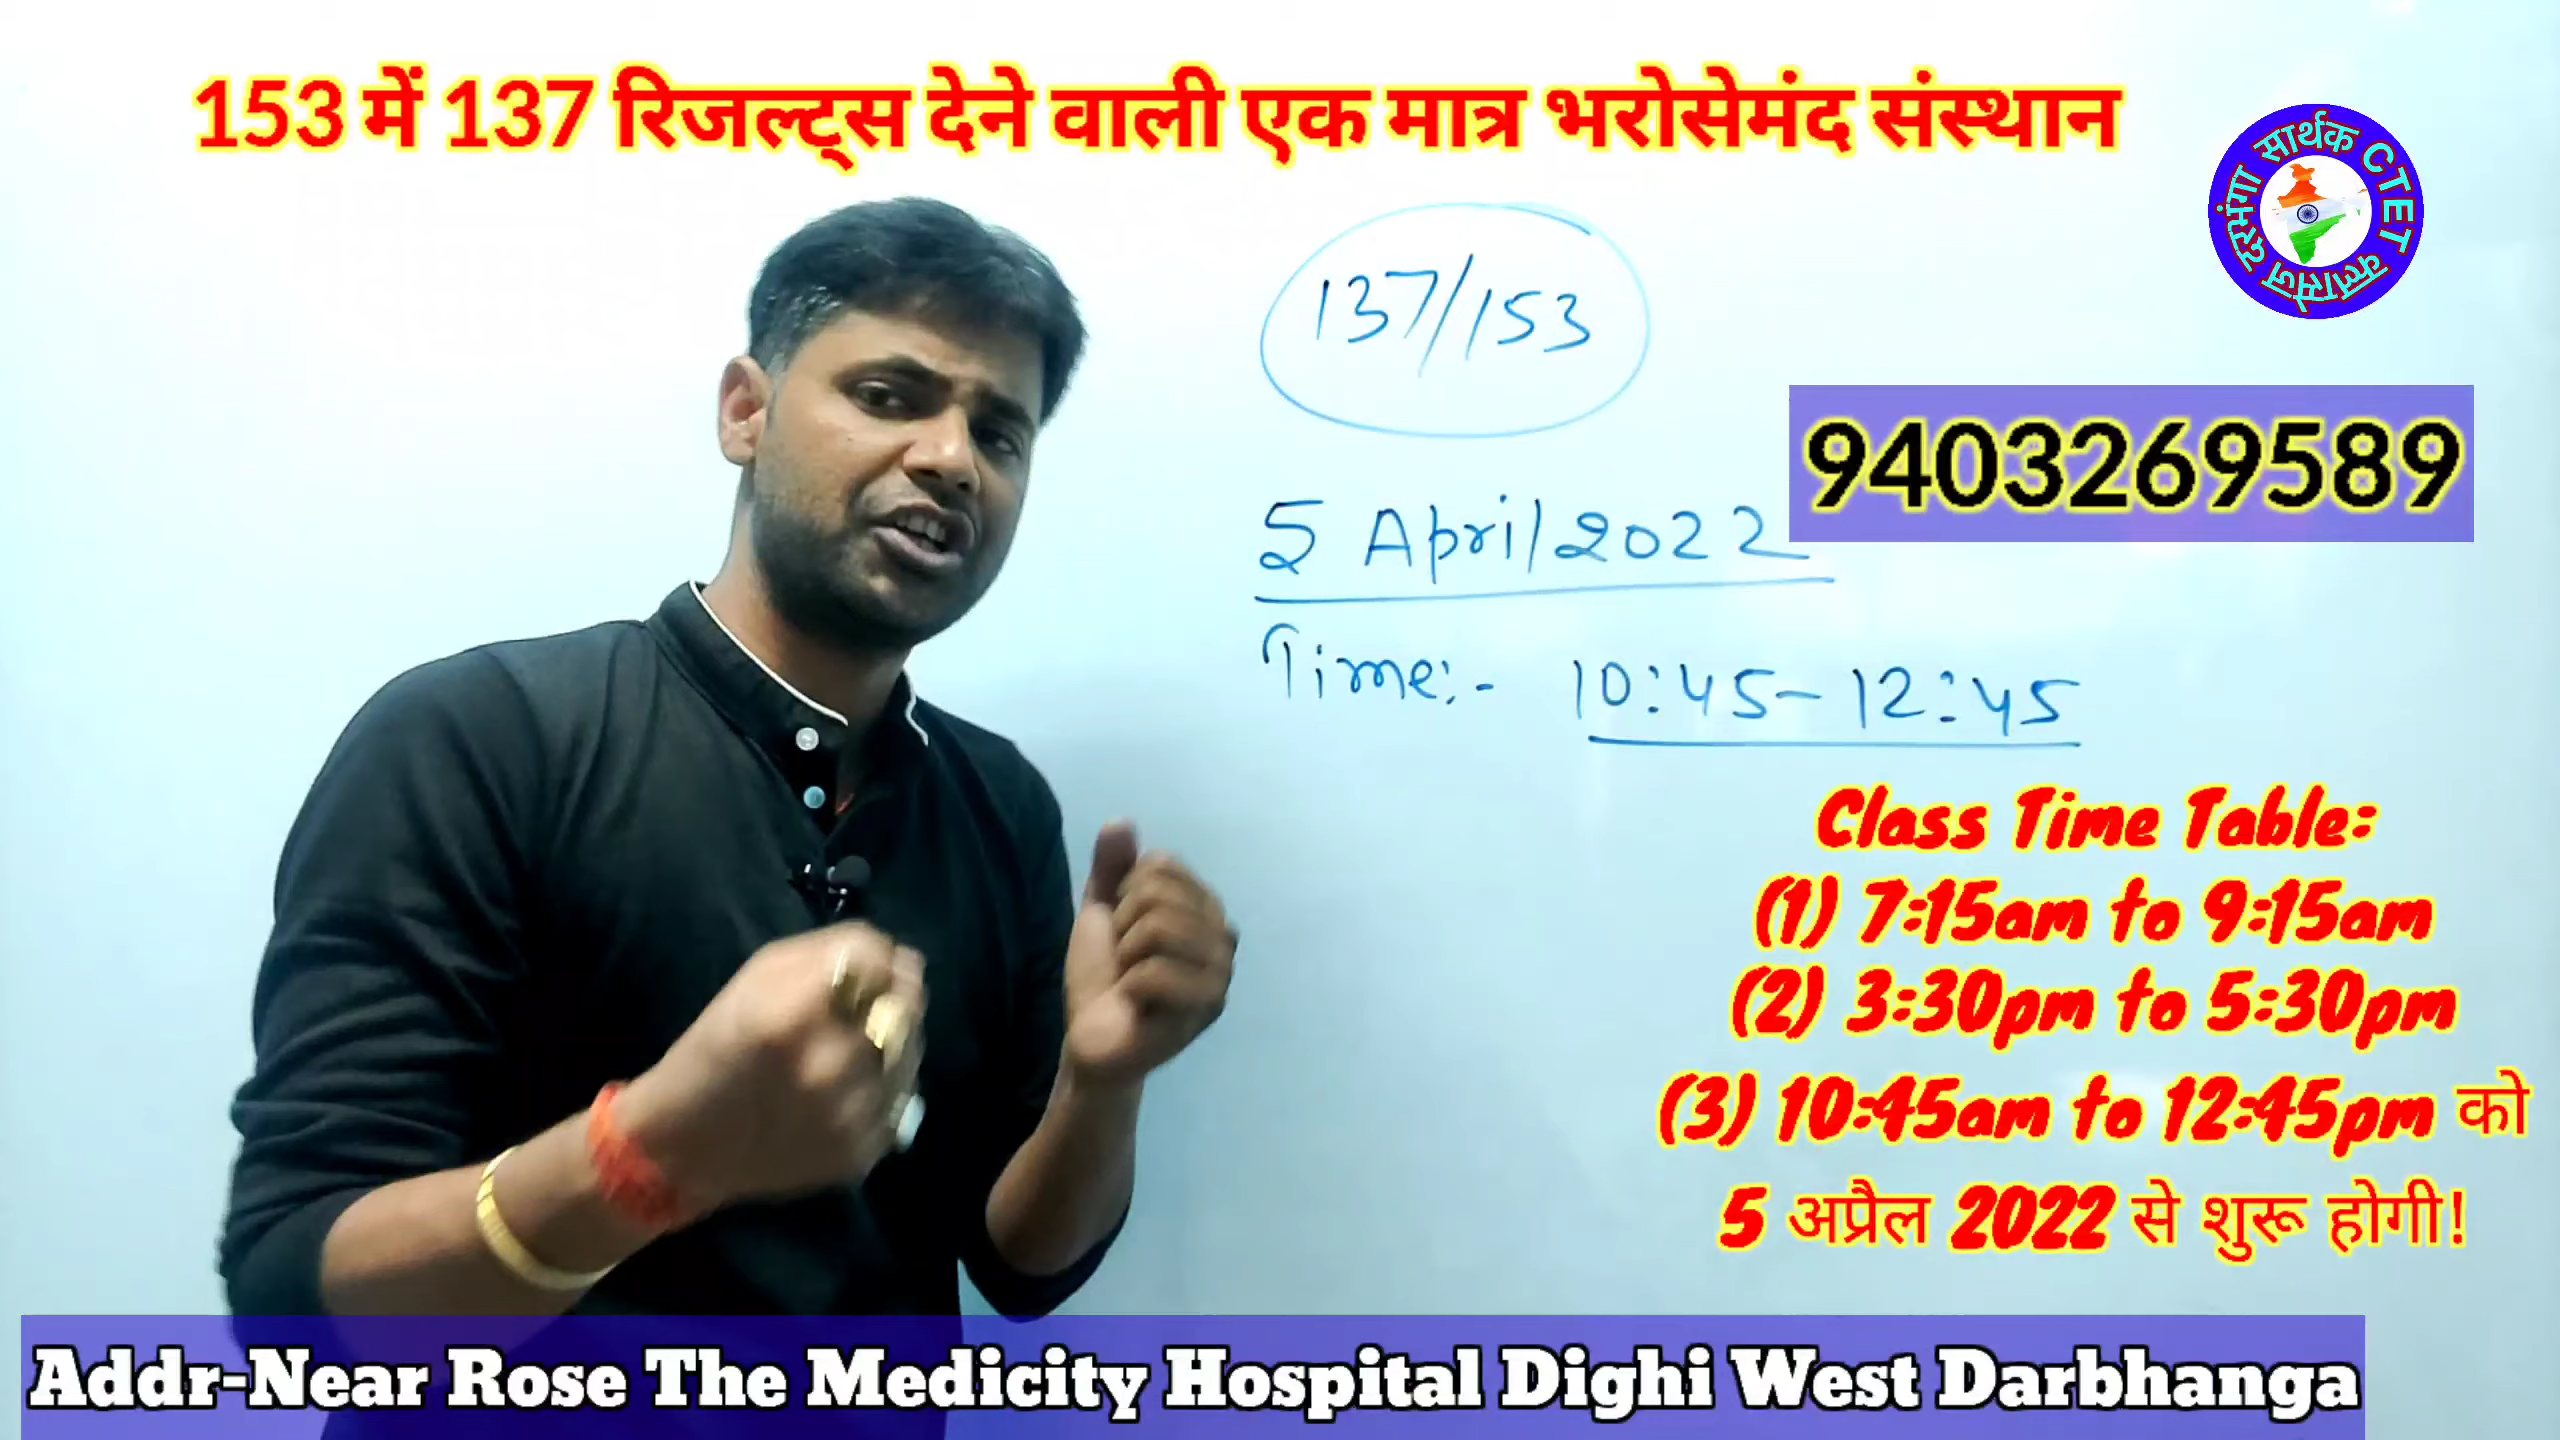 153 में 137 रिजल्ट्स देने वाली एक मात्र भरोसेमंद संस्थान
सार्थक CTET क्लासेज दरभंगा
137/153
9403269589
5 April/2022
Time:- 10:45-12:45
Class Time Table:
(1) 7:15am to 9:15am
(2) 3:30pm to 5:30pm
(3) 10:45am to 12:45pm को
5 अप्रैल 2022 से शुरू होगी!
Addr-Near Rose The Medicity Hospital Dighi West Darbhanga